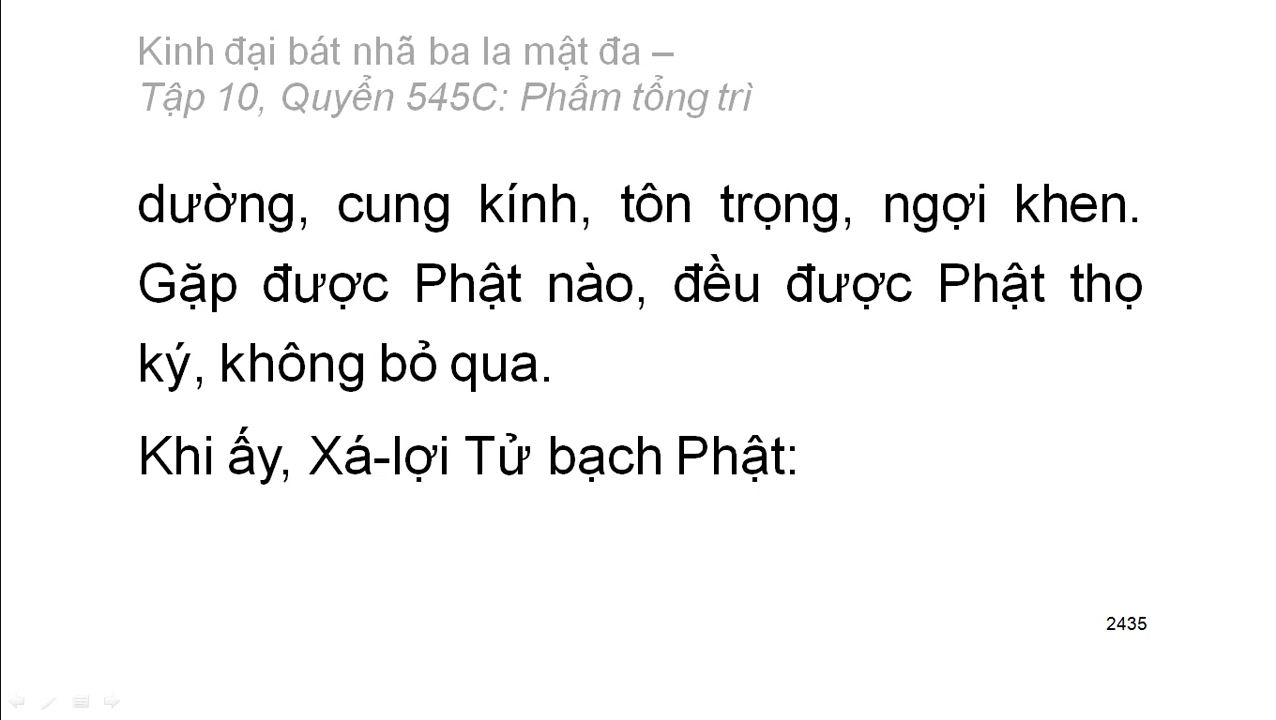 Kinh đại bát nhã ba la mật đa –
Tập 10, Quyển 545C: Phẩm tổng trì
dường, cung kính, tôn trọng, ngợi khen.
Gặp được Phật nào, đều được Phật thọ
ký, không bỏ qua.
Khi ấy, Xá-lợi Tử bạch Phật:
2435